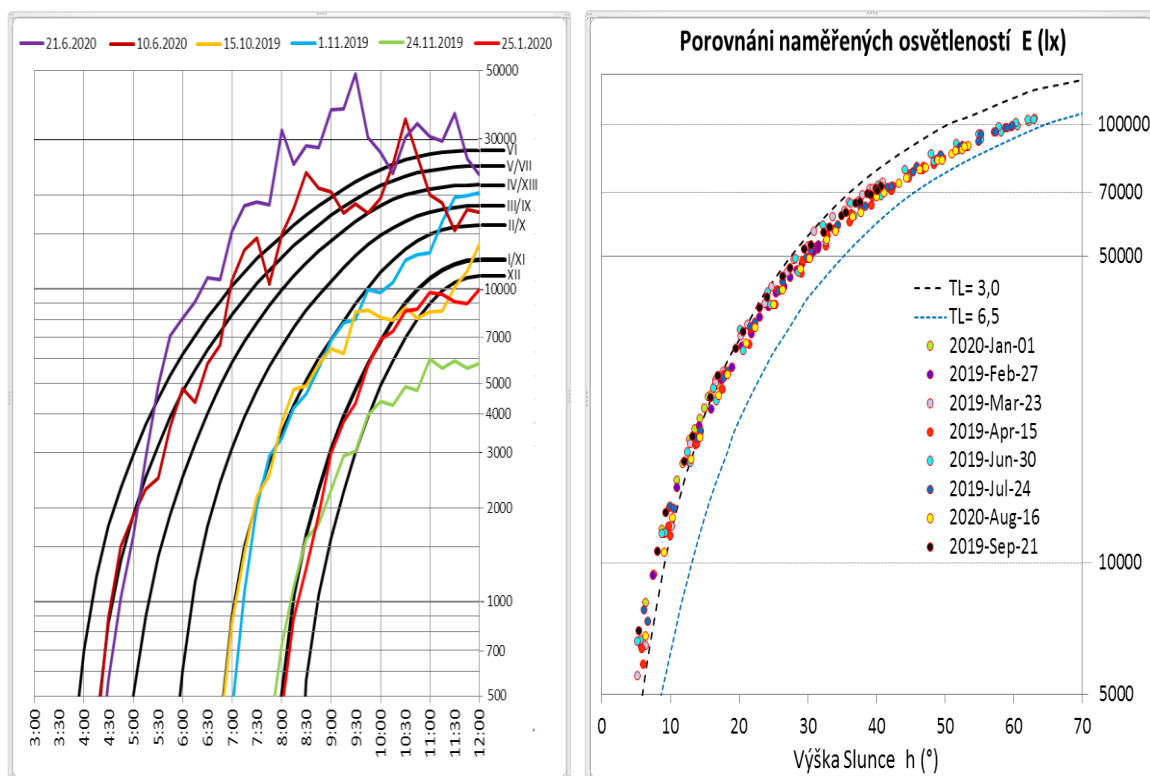 21.6.2020 10.6.2020 15.10.2019 1.11.2019 24.11.2019 25.1.2020
50000
30000
VI
V/VII
IV/XIII
III/IX
II/X
I/XI
XII
10000
7000
5000
4000
3000
2000
1000
700
500
3:00 3:30 4:00 4:30 5:00 5:30 6:00 6:30 7:00 7:30 8:00 8:30 9:00 9:30 10:00 10:30 11:00 11:30 12:00
Porovnáni naměřených osvětleností E (lx)
100000
70000
50000
10000
5000
TL= 3,0
TL= 6,5
2020-Jan-01
2019-Feb-27
2019-Mar-23
2019-Apr-15
2019-Jun-30
2019-Jul-24
2020-Aug-16
2019-Sep-21
0 10 20 30 40 50 60 70
Výška Slunce h (°)